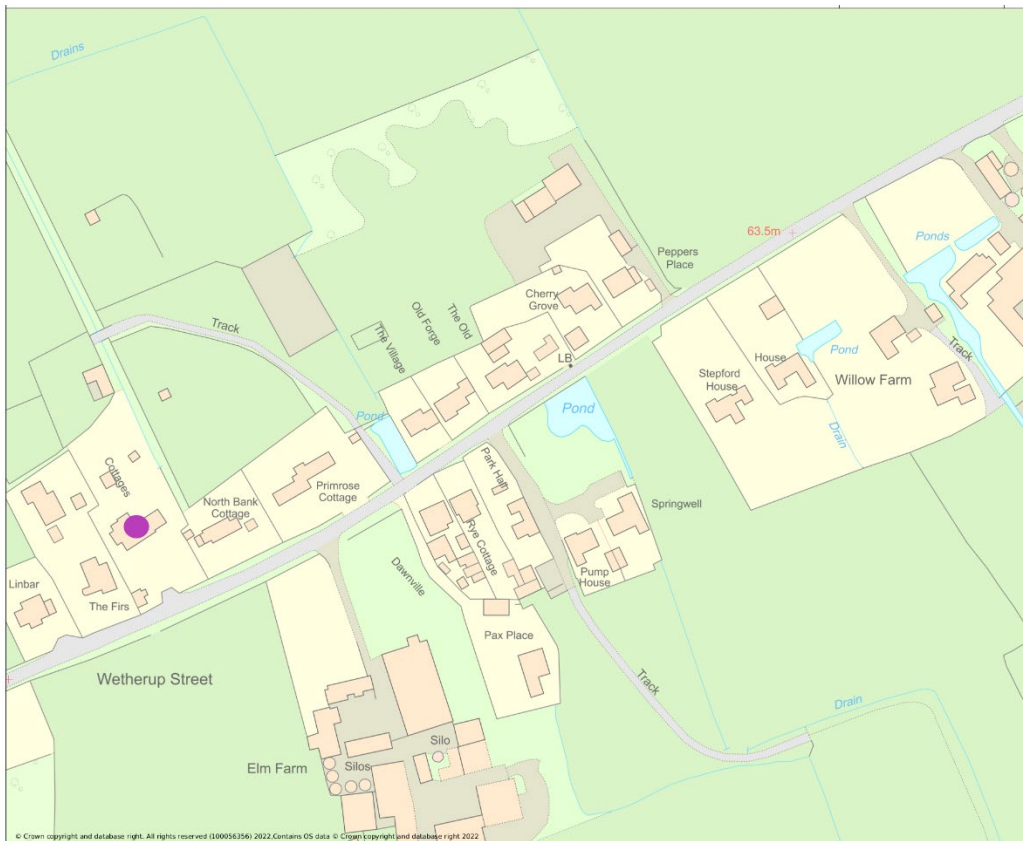 Drains
63.5m
Peppers
Place
Ponds
Cherry
Grove
The Old
Old Forge
The Village
Track
LB
Pond
House
Pond
Stepford
House
Willow Farm
Track
Pond
Drain
Cottages
Primrose
Cottage
North Bank
Cottage
Park Hall
Rye Cottage
Springwell
Linbar
The Firs
Dawnville
Pump
House
Pax Place
Wetherup Street
Track
Drain
Elm Farm
Silos
Silo
© Crown copyright and database right. All rights reserved (100056356) 2022.Contains OS data © Crown copyright and database right 2022